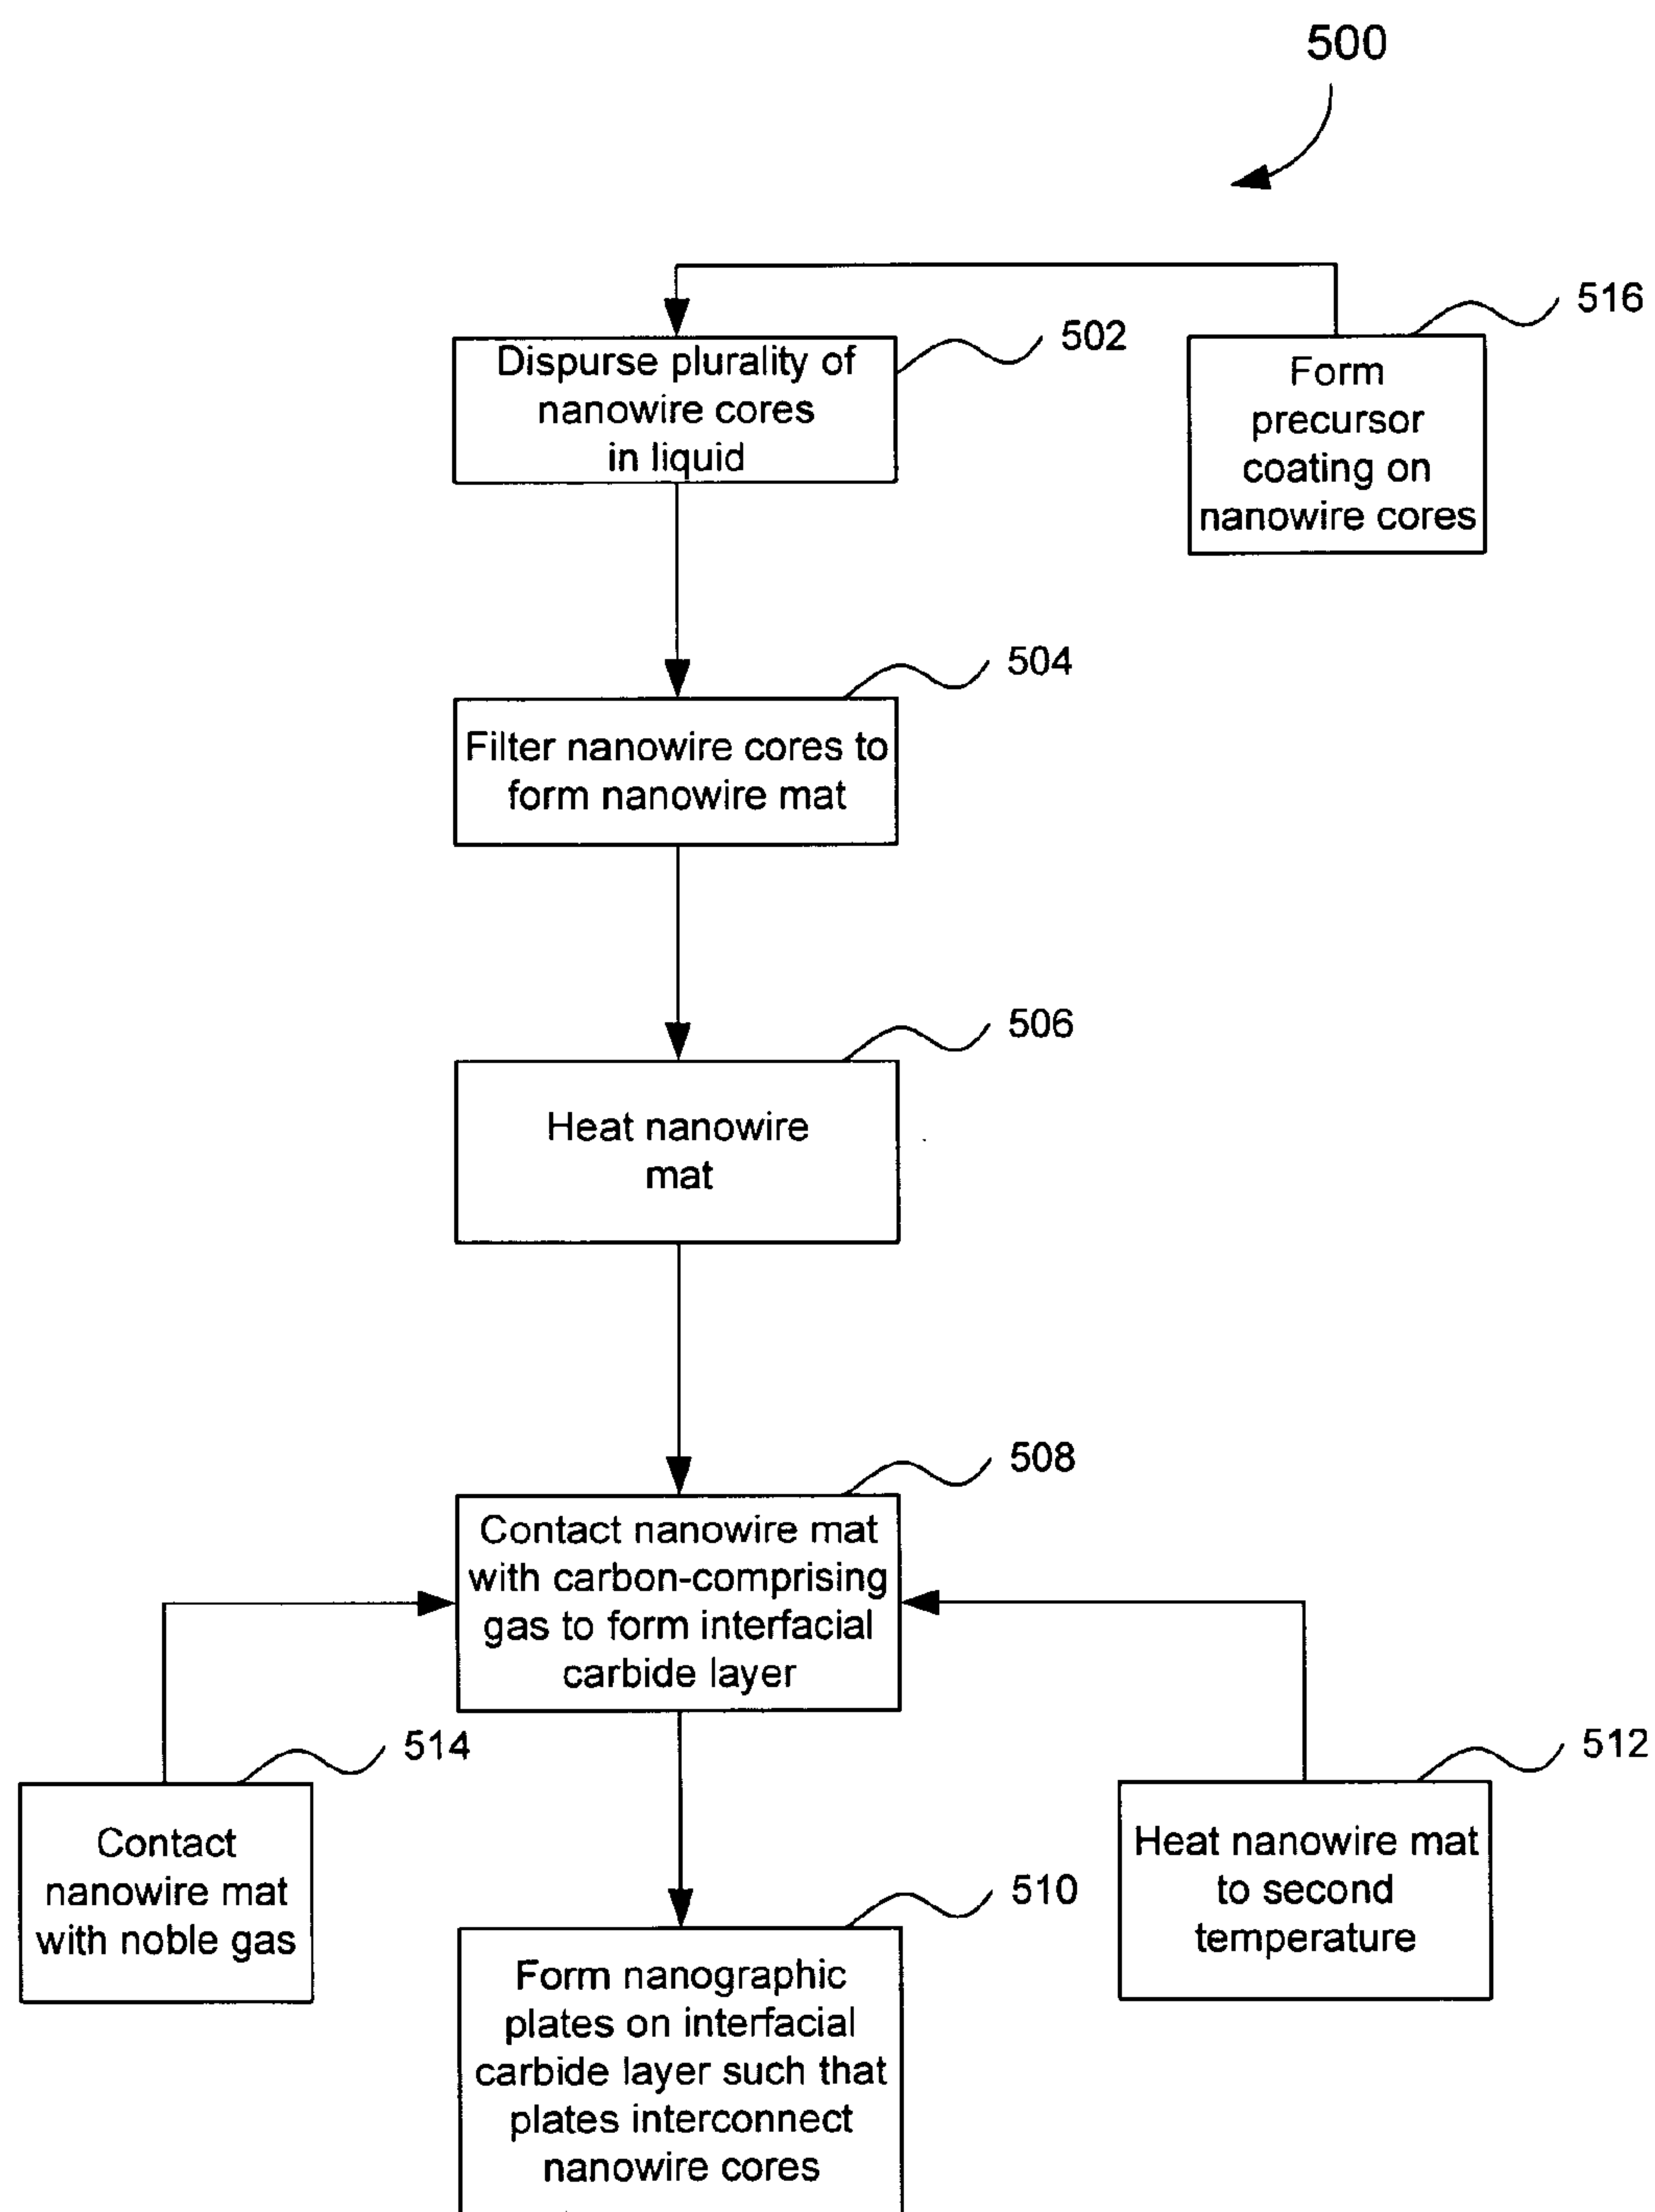 500
516
502
Dispurse plurality of
nanowire cores
in liquid
Form
precursor
coating on
nanowire cores
504
Filter nanowire cores to
form nanowire mat
506
Heat nanowire
mat
508
Contact nanowire mat
with carbon-comprising
gas to form interfacial
carbide layer
514
512
Contact
nanowire mat
with noble gas
Heat nanowire mat
to second
temperature
510
Form nanographic
plates on interfacial
carbide layer such that
plates interconnect
nanowire cores